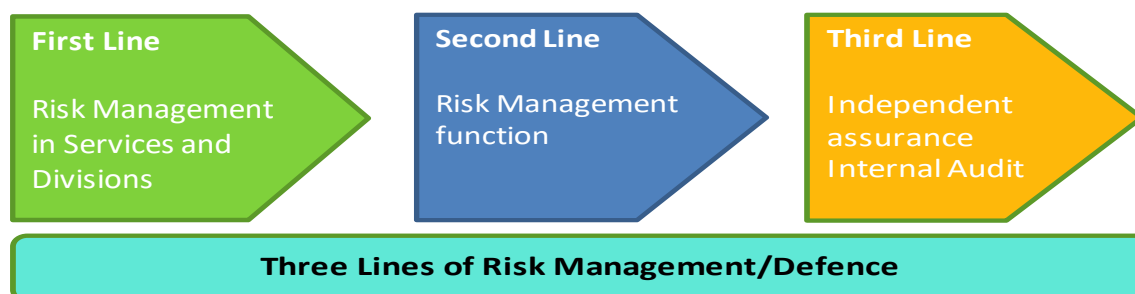 First Line
Risk Management
in Services and
Divisions
Second Line
Risk Management
function
Third Line
Independent
assurance
Internal Audit
Three Lines of Risk Management/Defence